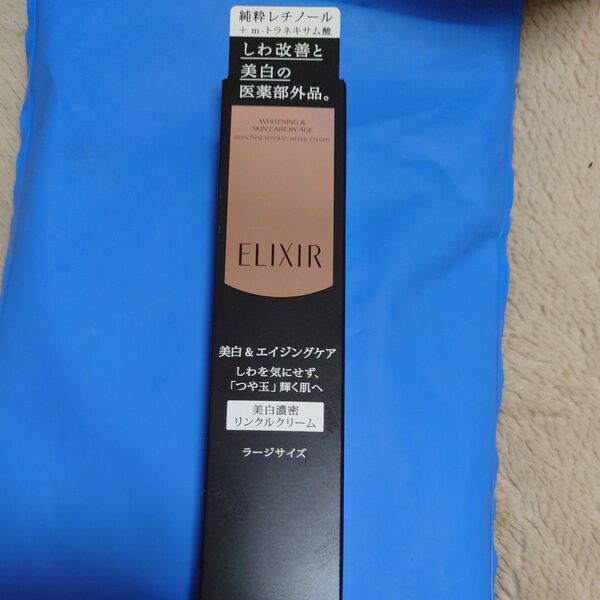 純粋レチノール
+ m-トラネキサム酸
しわ改善と
美白の
医薬部外品。
WHITENING &
SKIN CARE BY AGE
enriched wrinkle white cream
ELIXIR
美白&エイジングケア
しわを気にせず、
「つや玉」輝く肌へ
美白濃密
リンクルクリーム
ラージサイズ